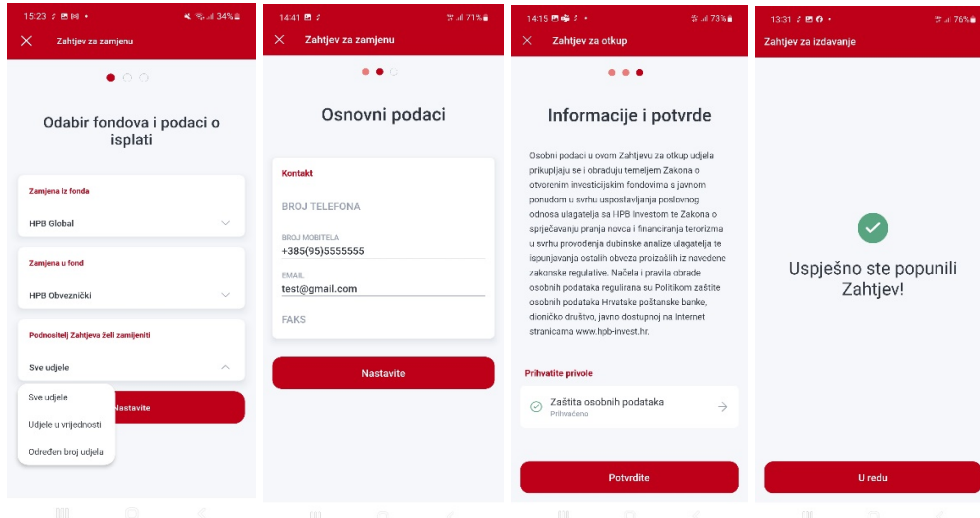 15:23
34%
Zahtjev za zamjenu
Odabir fondova i podaci o
isplati
Zamjena iz fonda
HPB Global
Zamjena u fond
HPB Obveznički
Podnositelj Zahtjeva želi zamijeniti
Sve udjele
Sve udjele
Udjele u vrijednosti
Određen broj udjela
Nastavite
14:41
71%
Zahtjev za zamjenu
Osnovni podaci
Kontakt
BROJ TELEFONA
BROJ MOBITELA
+385(95)5555555
EMAIL
test@gmail.com
FAKS
Nastavite
14:15
73%
Zahtjev za otkup
Informacije i potvrde
Osobni podaci u ovom Zahtjevu za otkup udjela
prikupljaju se i obrađuju temeljem Zakona o
otvorenim investicijskim fondovima s javnom
ponudom u svrhu uspostavljanja poslovnog
odnosa ulagatelja sa HPB Investom te Zakona o
sprječavanju pranja novca i financiranja terorizma
u svrhu provođenja dubinske analize ulagatelja te
ispunjavanja ostalih obveza proizašlih iz navedene
zakonske regulative. Načela i pravila obrade
osobnih podataka regulirana su Politikom zaštite
osobnih podataka Hrvatske poštanske banke,
dioničko društvo, javno dostupnoj na Internet
stranicama www.hpb-invest.hr.
Prihvatite privole
Zaštita osobnih podataka
Prihvaćeno
Potvrdite
13:31
76%
Zahtjev za izdavanje
Uspješno ste popunili
Zahtjev!
U redu